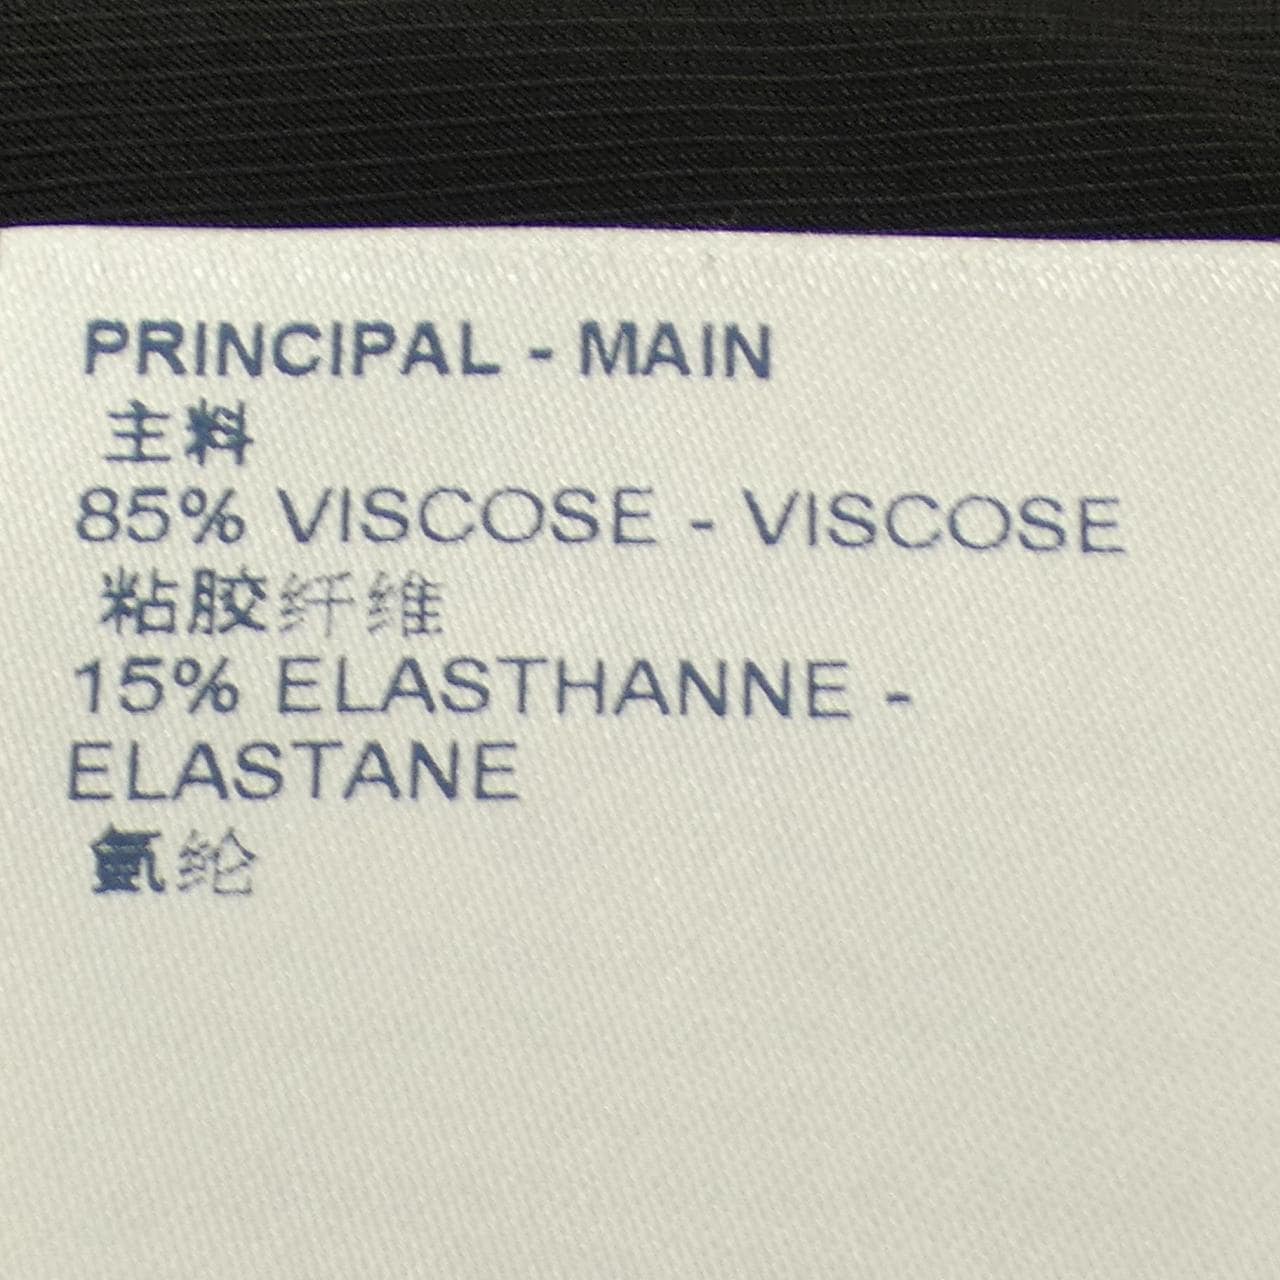 PRINCIPAL - MAIN
主料
85% VISCOSE - VISCOSE
粘胶纤维
15% ELASTHANNE -
ELASTANE
氨纶